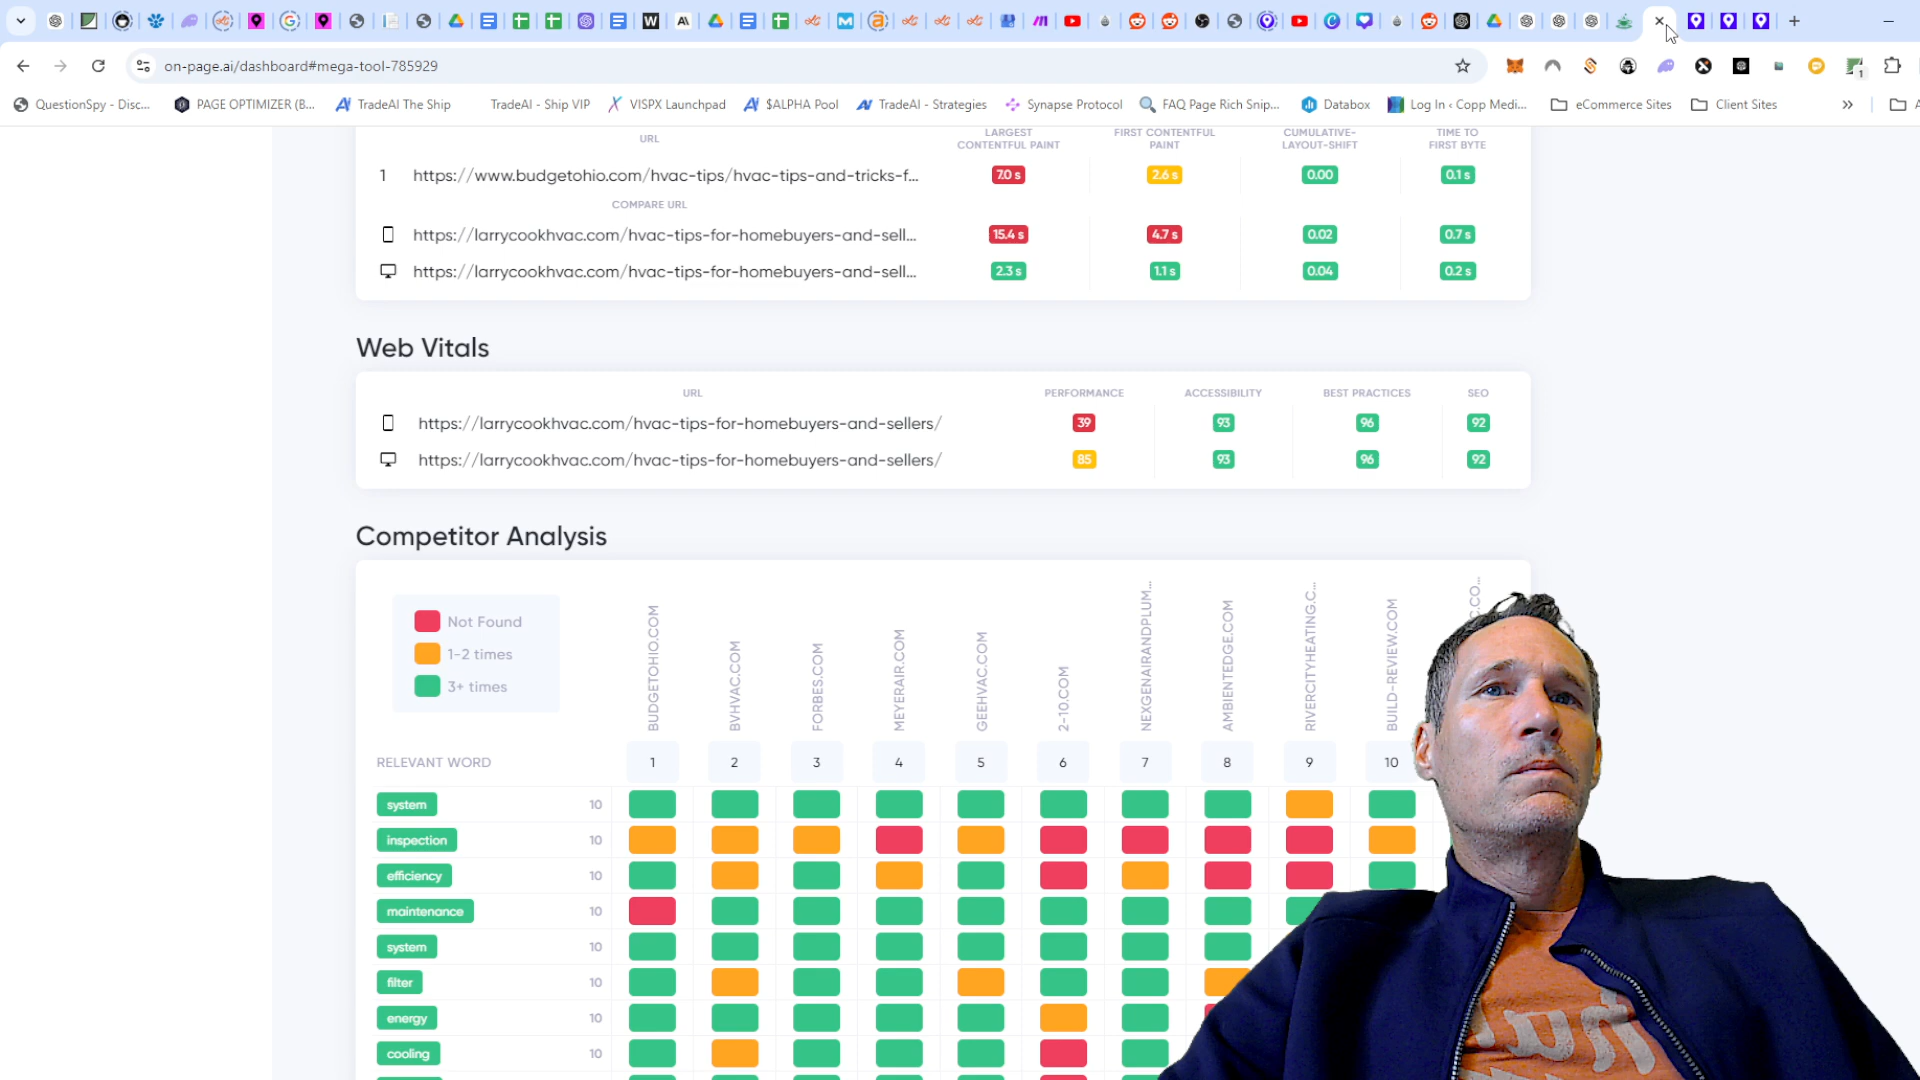 on-page.ai/dashboard#mega-tool-785929
QuestionSpy - Disc...
PAGE OPTIMIZER (B...
TradeAI The Ship
TradeAI - Ship VIP
VISPX Launchpad
$ALPHA Pool
TradeAI - Strategies
Synapse Protocol
FAQ Page Rich Snip...
Databox
Log In ‹ Copp Medi...
eCommerce Sites
Client Sites
»
URL
LARGEST CONTENTFUL PAINT
FIRST CONTENTFUL PAINT
CUMULATIVE-LAYOUT-SHIFT
TIME TO FIRST BYTE
1 https://www.budgetohio.com/hvac-tips/hvac-tips-and-tricks-f... 7.0 s 2.6 s 0.00 0.1 s
COMPARE URL
https://larrycookhvac.com/hvac-tips-for-homebuyers-and-sell... 15.4 s 4.7 s 0.02 0.7 s
https://larrycookhvac.com/hvac-tips-for-homebuyers-and-sell... 2.3 s 1.1 s 0.04 0.2 s
Web Vitals
URL PERFORMANCE ACCESSIBILITY BEST PRACTICES SEO
https://larrycookhvac.com/hvac-tips-for-homebuyers-and-sellers/ 39 93 96 92
https://larrycookhvac.com/hvac-tips-for-homebuyers-and-sellers/ 85 93 96 92
Competitor Analysis
Not Found
1-2 times
3+ times
BUDGETOHIO.COM
BVHVAC.COM
FORBES.COM
MEYERAIR.COM
GEEHVAC.COM
2-10.COM
NEXGENAIRANDPLUM...
AMBIENTEDGE.COM
RIVERCITYHEATING.C...
BUILD-REVIEW.COM
RELEVANT WORD 1 2 3 4 5 6 7 8 9 10
system 10
inspection 10
efficiency 10
maintenance 10
system 10
filter 10
energy 10
cooling 10